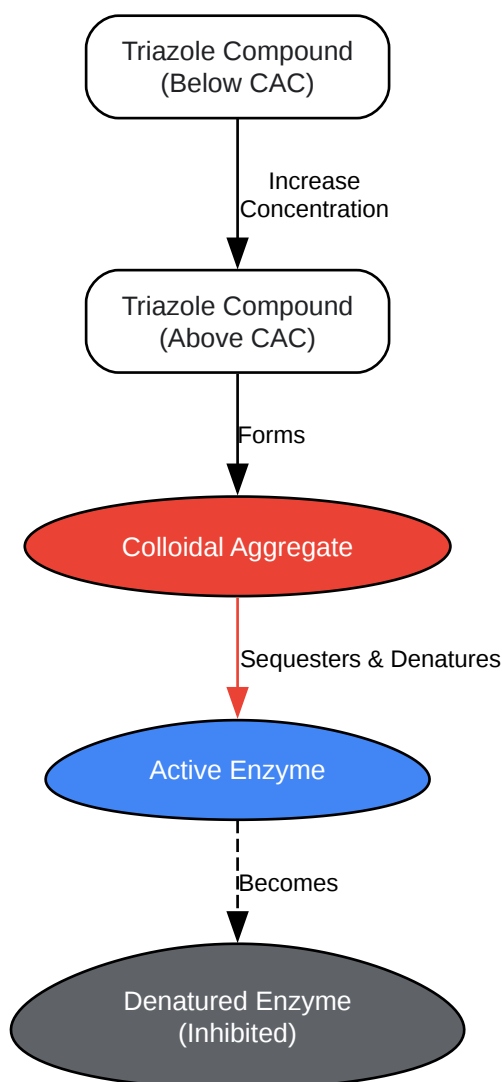 Triazole Compound
(Below CAC)
Increase
Concentration
Triazole Compound
(Above CAC)
Forms
Colloidal Aggregate
Sequesters & Denatures
Active Enzyme
Becomes
Denatured Enzyme
(Inhibited)